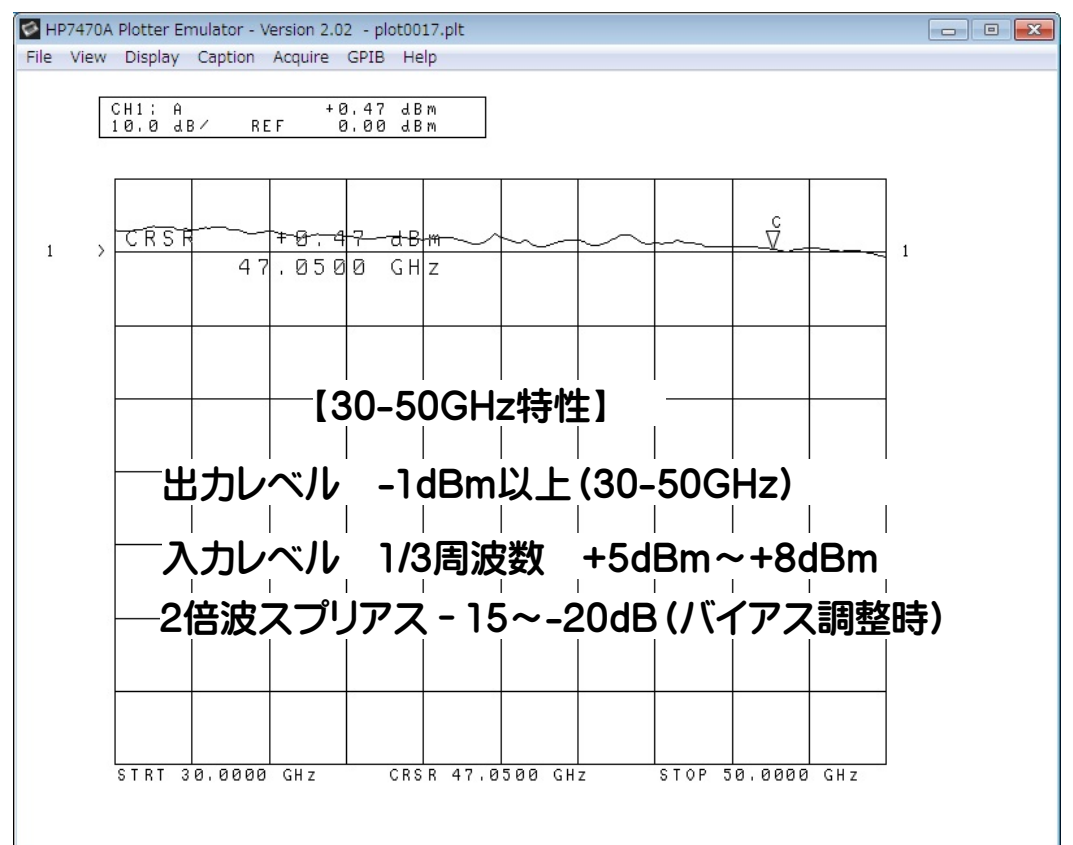 HP7470A Plotter Emulator - Version 2.02 - plot0017.plt
File View Display Caption Acquire GPIB Help
CH1: A +0.47 dBm
10.0 dB/ REF 0.00 dBm
C
CRSR +0.47 dBm
1 > 1
47.0500 GHz
【30-50GHz特性】
出力レベル -1dBm以上(30-50GHz)
入力レベル 1/3周波数 +5dBm～+8dBm
2倍波スプリアス - 15～-20dB(バイアス調整時)
STRT 30.0000 GHz CRSR 47.0500 GHz STOP 50.0000 GHz